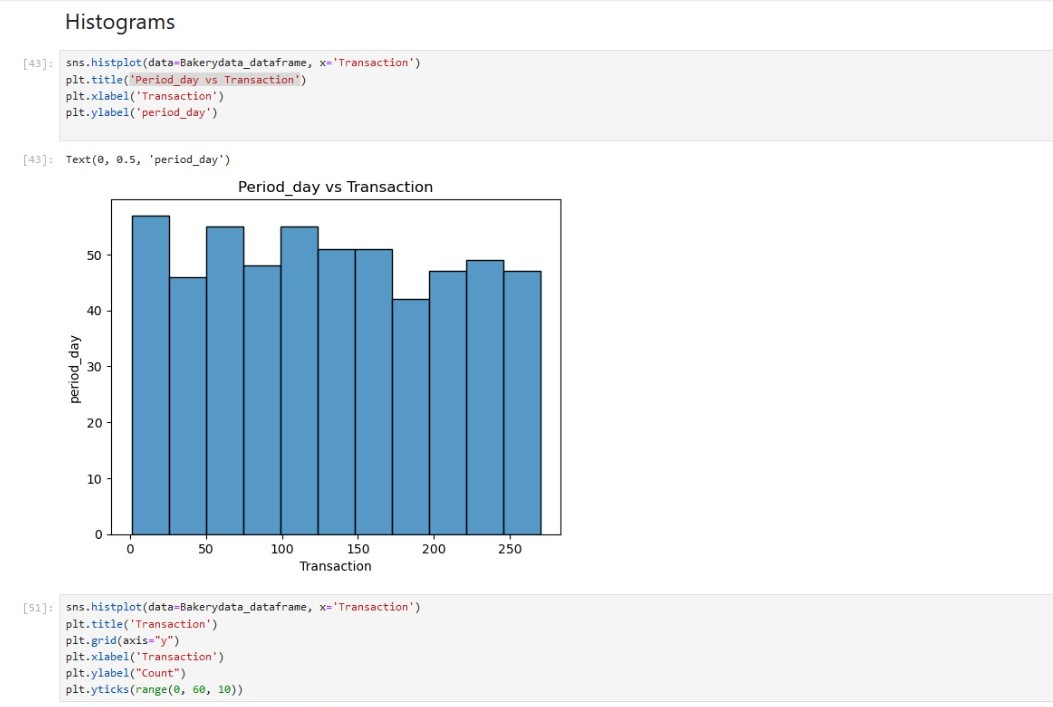 Histograms
[43]: sns.histplot(data=Bakerydata_dataframe, x='Transaction')
plt.title('Period_day vs Transaction')
plt.xlabel('Transaction')
plt.ylabel('period_day')
[43]: Text(0, 0.5, 'period_day')
Period_day vs Transaction
50
40
30
20
10
0
period_day
0 50 100 150 200 250
Transaction
[51]: sns.histplot(data=Bakerydata_dataframe, x='Transaction')
plt.title('Transaction')
plt.grid(axis="y")
plt.xlabel('Transaction')
plt.ylabel("Count")
plt.yticks(range(0, 60, 10))